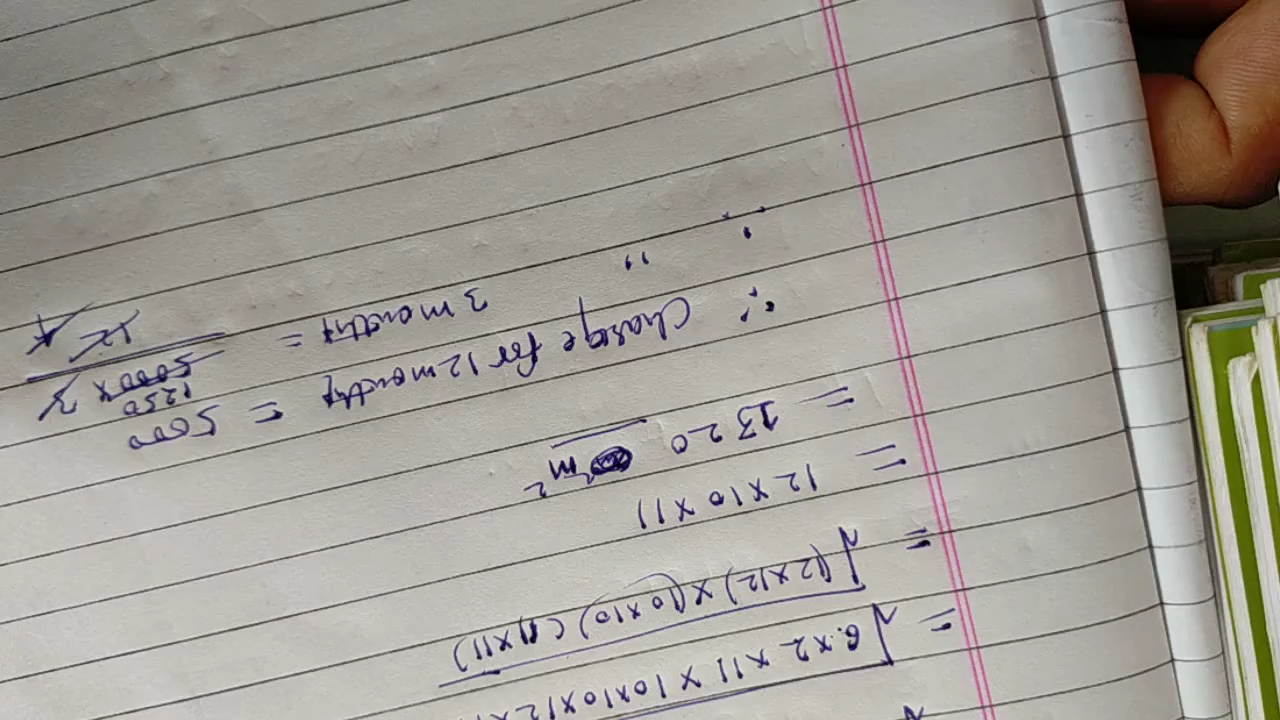 = √6×2×11×10×10×12×1
= √(12×12)×(10×10)(11×11)
= 12×10×11
= 1320 m²
∵ Charge for 12 months = 5000
∴ " 3 months = 5000 × 3 / 12
1250